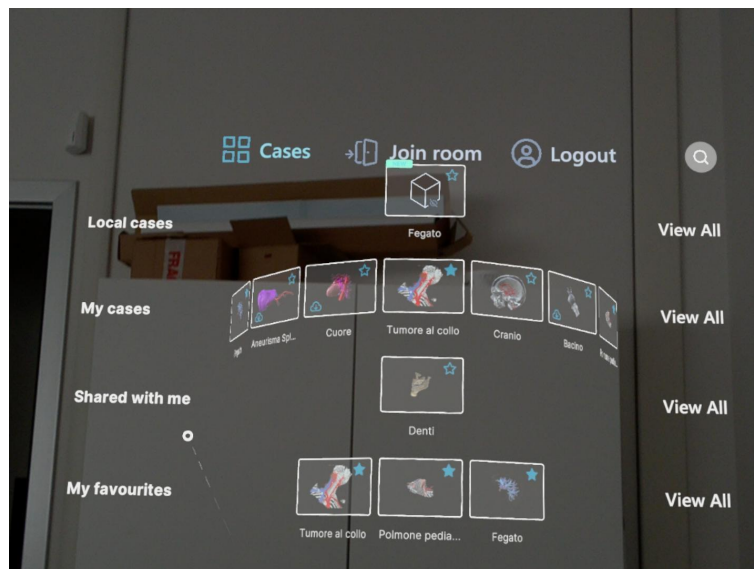 Cases
Join room
Logout
Local cases
Fegato
View All
My cases
Aneurisma Spl...
Cuore
Tumore al collo
Cranio
Bacino
View All
Shared with me
Denti
View All
My favourites
Tumore al collo
Polmone pedia...
Fegato
View All
FRA